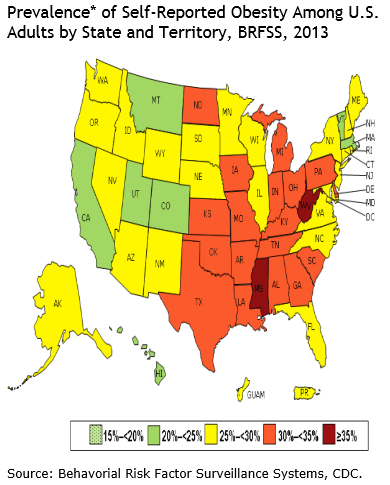 Prevalence* of Self-Reported Obesity Among U.S.
Adults by State and Territory, BRFSS, 2013
WA
MT
ND
MN
ME
OR
ID
SD
WI
NY
NH
MA
RI
CT
NJ
DE
MD
DC
WY
MI
IA
PA
NE
NV
UT
CO
IL
IN
OH
WV
VA
CA
KS
MO
KY
AZ
NM
OK
AR
TN
NC
SC
TX
LA
MS
AL
GA
AK
FL
HI
GUAM
PR
15%-<20% 20%-<25% 25%-<30% 30%-<35% ≥35%
Source: Behavorial Risk Factor Surveillance Systems, CDC.